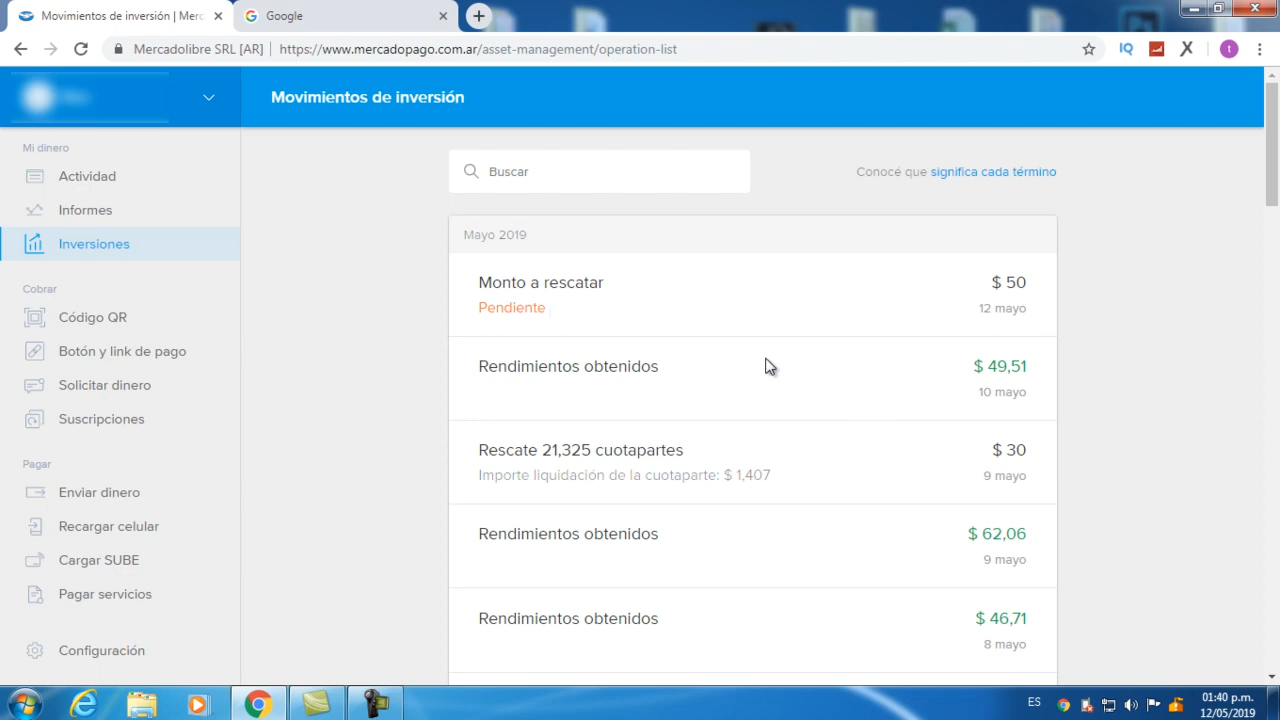 Movimientos de inversión | Merc
Google
Mercadolibre SRL [AR]
https://www.mercadopago.com.ar/asset-management/operation-list
IQ
t
Movimientos de inversión
Mi dinero
Actividad
Informes
Inversiones
Cobrar
Código QR
Botón y link de pago
Solicitar dinero
Suscripciones
Pagar
Enviar dinero
Recargar celular
Cargar SUBE
Pagar servicios
Configuración
Buscar
Conocé que significa cada término
Mayo 2019
Monto a rescatar $ 50
Pendiente 12 mayo
Rendimientos obtenidos $ 49,51
10 mayo
Rescate 21,325 cuotapartes $ 30
Importe liquidación de la cuotaparte: $ 1,407 9 mayo
Rendimientos obtenidos $ 62,06
9 mayo
Rendimientos obtenidos $ 46,71
8 mayo
ES
01:40 p.m.
12/05/2019